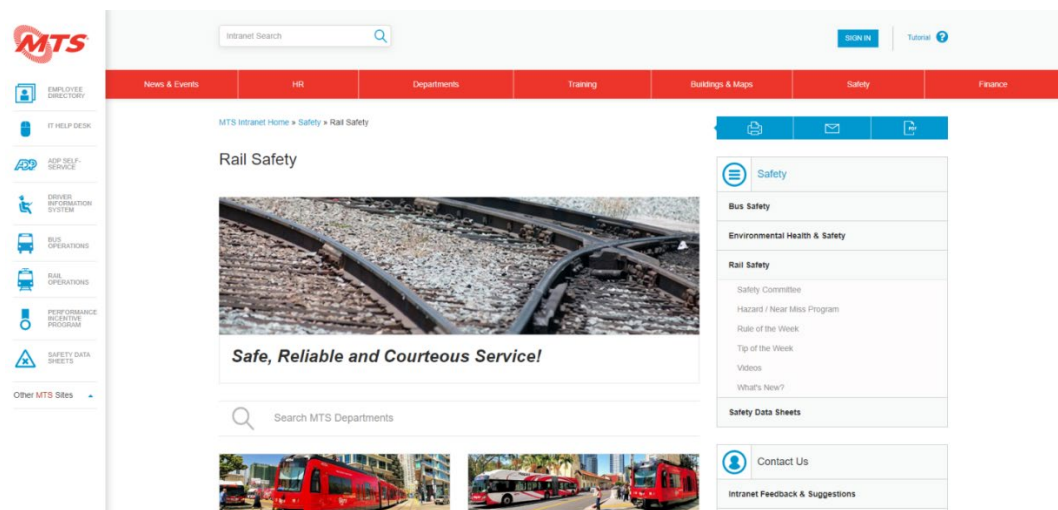 MTS
Intranet Search
SIGN IN
Tutorial ?
EMPLOYEE
DIRECTORY
IT HELP DESK
ADP SELF-
SERVICE
DRIVER
INFORMATION
SYSTEM
BUS
OPERATIONS
RAIL
OPERATIONS
PERFORMANCE
INCENTIVE
PROGRAM
SAFETY DATA
SHEETS
Other MTS Sites
News & Events HR Departments Training Buildings & Maps Safety Finance
MTS Intranet Home » Safety » Rail Safety
Rail Safety
Safe, Reliable and Courteous Service!
Search MTS Departments
PDF
Safety
Bus Safety
Environmental Health & Safety
Rail Safety
Safety Committee
Hazard / Near Miss Program
Rule of the Week
Tip of the Week
Videos
What's New?
Safety Data Sheets
Contact Us
Intranet Feedback & Suggestions